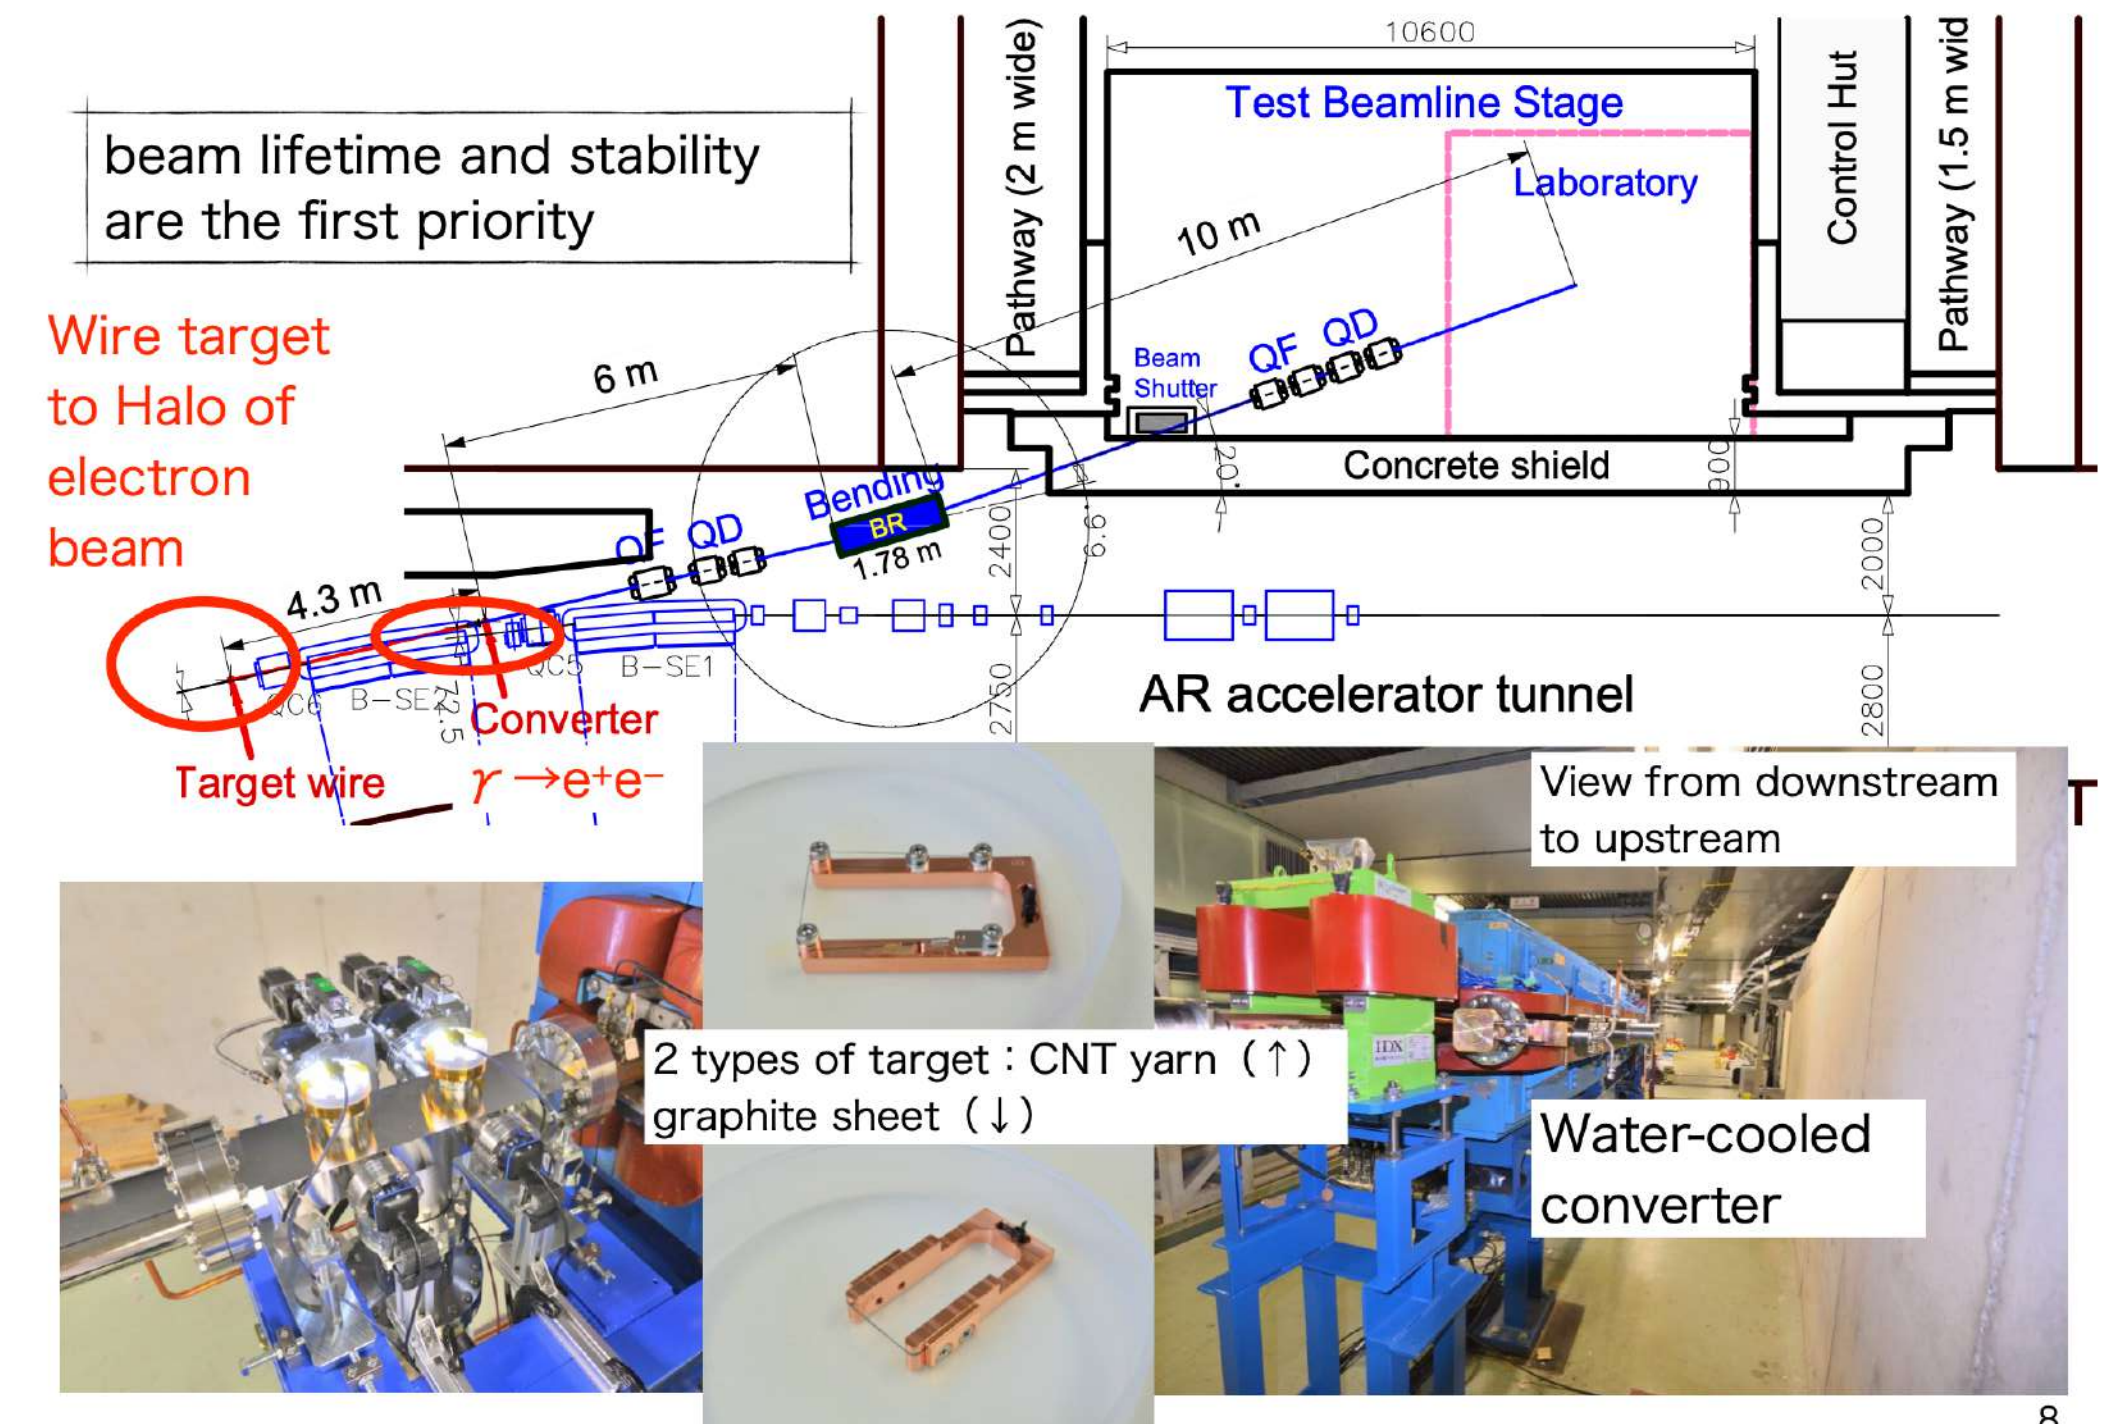 10600
Pathway (2 m wide)
Test Beamline Stage
Control Hut
Pathway (1.5 m wid
beam lifetime and stability
are the first priority
Laboratory
10 m
Wire target
to Halo of
electron
beam
6 m
Beam
Shutter
QF QD
Bending
Concrete shield
900
BR
1.78 m
QF QD
2400
9.9
2000
4.3 m
QC5
B-SE1
QC6
2750
2800
AR accelerator tunnel
Converter
Target wire
γ→e+e−
View from downstream
to upstream
2 types of target : CNT yarn (↑)
graphite sheet (↓)
IDX
Water-cooled
converter
8